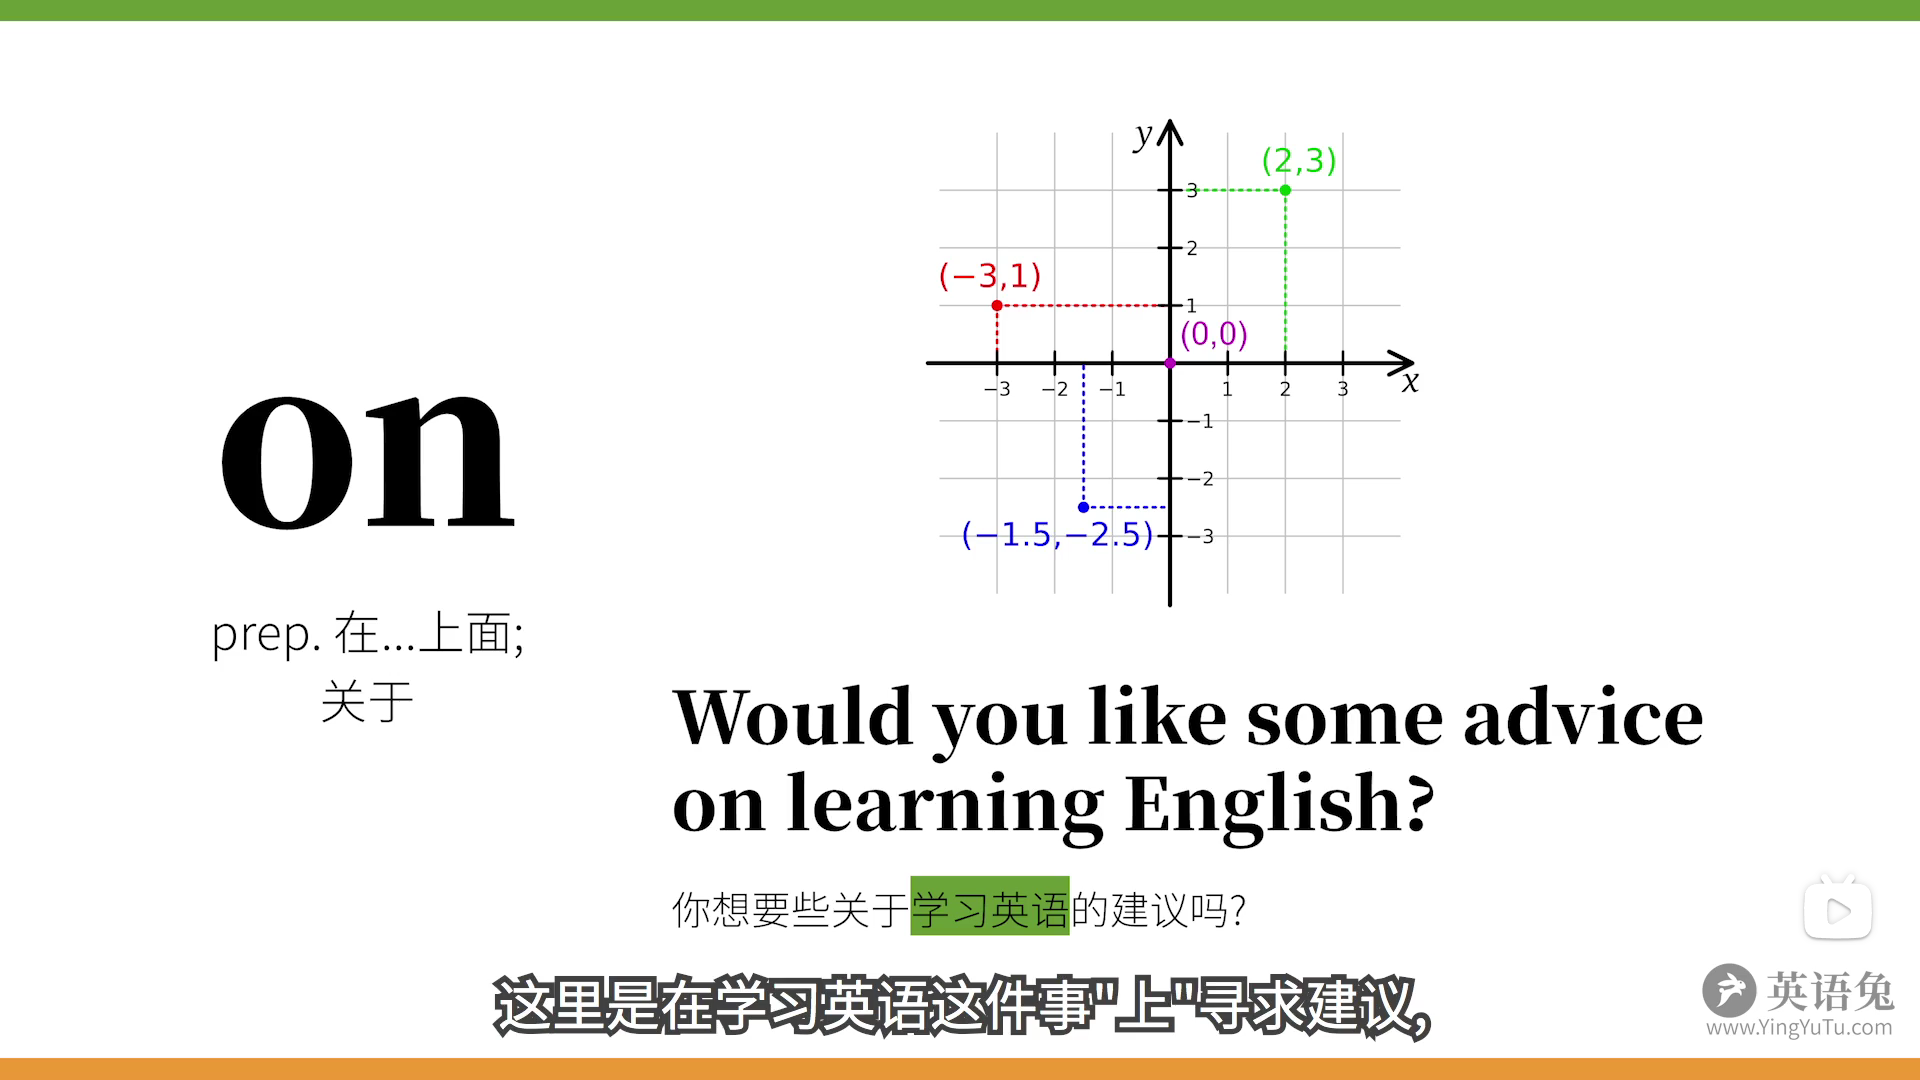 on
prep. 在...上面;
关于
y
(2,3)
3
2
(−3,1)
1
(0,0)
−3 −2 −1 1 2 3 x
−1
−2
(−1.5,−2.5)
−3
Would you like some advice
on learning English?
你想要些关于学习英语的建议吗?
这里是在学习英语这件事"上"寻求建议,
英语兔
www.YingYuTu.com